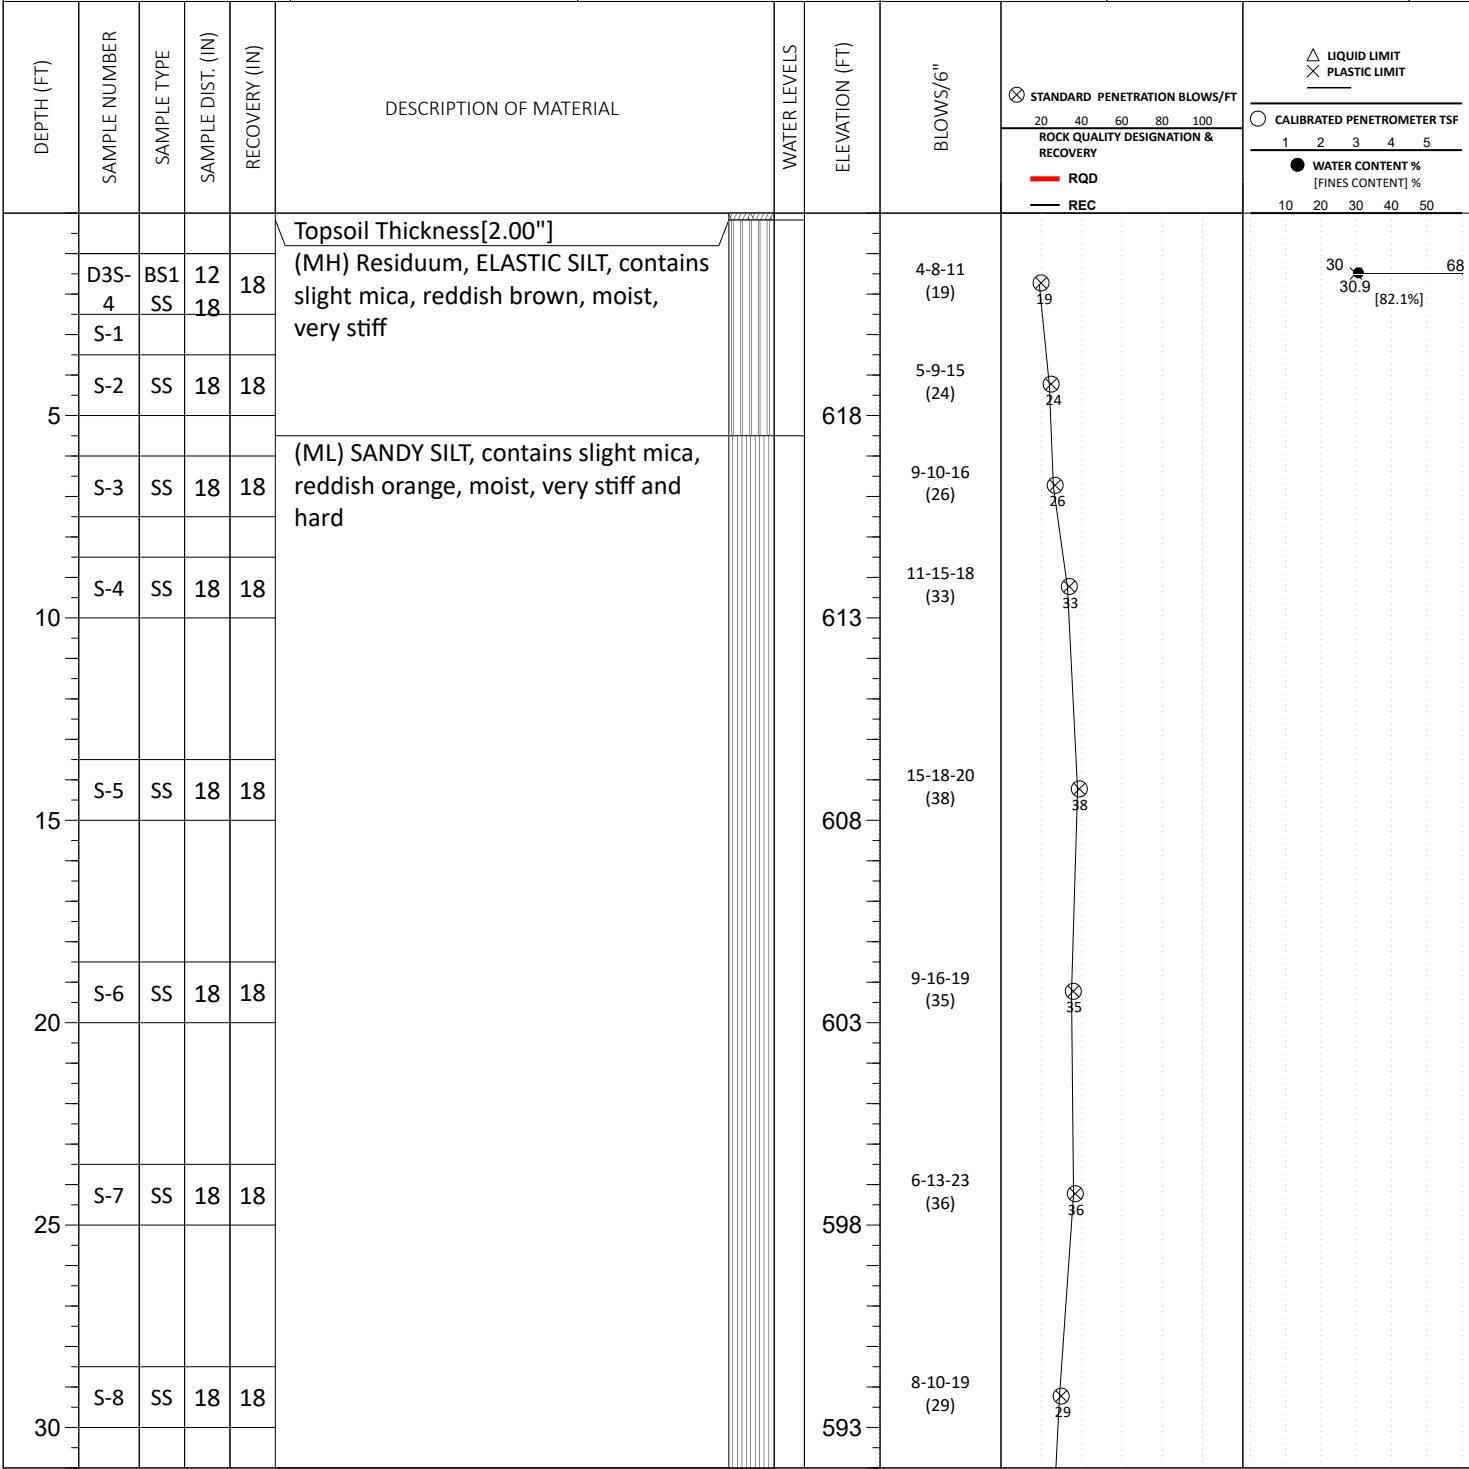 DEPTH (FT)
SAMPLE NUMBER
SAMPLE TYPE
SAMPLE DIST. (IN)
RECOVERY (IN)
DESCRIPTION OF MATERIAL
WATER LEVELS
ELEVATION (FT)
BLOWS/6"
STANDARD PENETRATION BLOWS/FT
20 40 60 80 100
ROCK QUALITY DESIGNATION &
RECOVERY
RQD
REC
LIQUID LIMIT
PLASTIC LIMIT
CALIBRATED PENETROMETER TSF
1 2 3 4 5
WATER CONTENT %
[FINES CONTENT] %
10 20 30 40 50
Topsoil Thickness[2.00"]
(MH) Residuum, ELASTIC SILT, contains
slight mica, reddish brown, moist,
very stiff
D3S-
4
BS1
SS
12
18
18
S-1
4-8-11
(19)
19
30
68
30.9
[82.1%]
S-2 SS 18 18
5-9-15
(24)
24
5
618
(ML) SANDY SILT, contains slight mica,
reddish orange, moist, very stiff and
hard
S-3 SS 18 18
9-10-16
(26)
26
S-4 SS 18 18
11-15-18
(33)
33
10
613
S-5 SS 18 18
15-18-20
(38)
38
15
608
S-6 SS 18 18
9-16-19
(35)
35
20
603
S-7 SS 18 18
6-13-23
(36)
36
25
598
S-8 SS 18 18
8-10-19
(29)
29
30
593